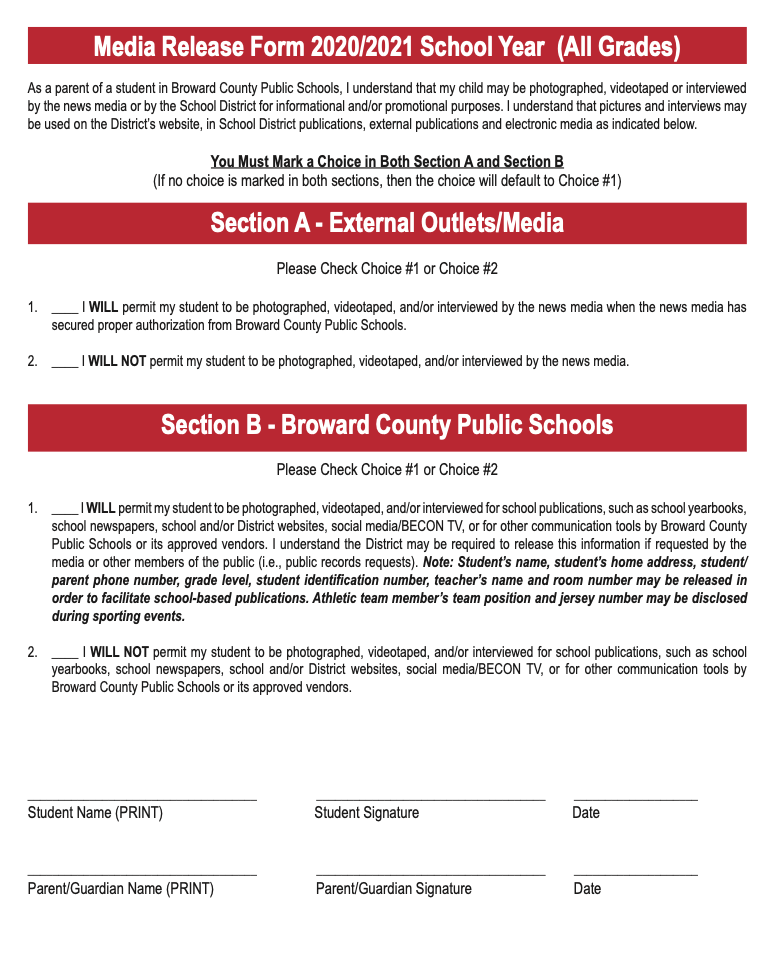 Media Release Form 2020/2021 School Year  (All Grades)
As a parent of a student in Broward County Public Schools, I understand that my child may be photographed, videotaped or interviewed
by the news media or by the School District for informational and/or promotional purposes. I understand that pictures and interviews may
be used on the District’s website, in School District publications, external publications and electronic media as indicated below.
You Must Mark a Choice in Both Section A and Section B
(If no choice is marked in both sections, then the choice will default to Choice #1)
Section A - External Outlets/Media
Please Check Choice #1 or Choice #2
1. ____ I WILL permit my student to be photographed, videotaped, and/or interviewed by the news media when the news media has
secured proper authorization from Broward County Public Schools.
2. ____ I WILL NOT permit my student to be photographed, videotaped, and/or interviewed by the news media.
Section B - Broward County Public Schools
Please Check Choice #1 or Choice #2
1. ____ I WILL permit my student to be photographed, videotaped, and/or interviewed for school publications, such as school yearbooks,
school newspapers, school and/or District websites, social media/BECON TV, or for other communication tools by Broward County
Public Schools or its approved vendors. I understand the District may be required to release this information if requested by the
media or other members of the public (i.e., public records requests). Note: Student’s name, student’s home address, student/
parent phone number, grade level, student identification number, teacher’s name and room number may be released in
order to facilitate school-based publications. Athletic team member’s team position and jersey number may be disclosed
during sporting events.
2. ____ I WILL NOT permit my student to be photographed, videotaped, and/or interviewed for school publications, such as school
yearbooks, school newspapers, school and/or District websites, social media/BECON TV, or for other communication tools by
Broward County Public Schools or its approved vendors.
Student Name (PRINT) Student Signature Date
Parent/Guardian Name (PRINT) Parent/Guardian Signature Date